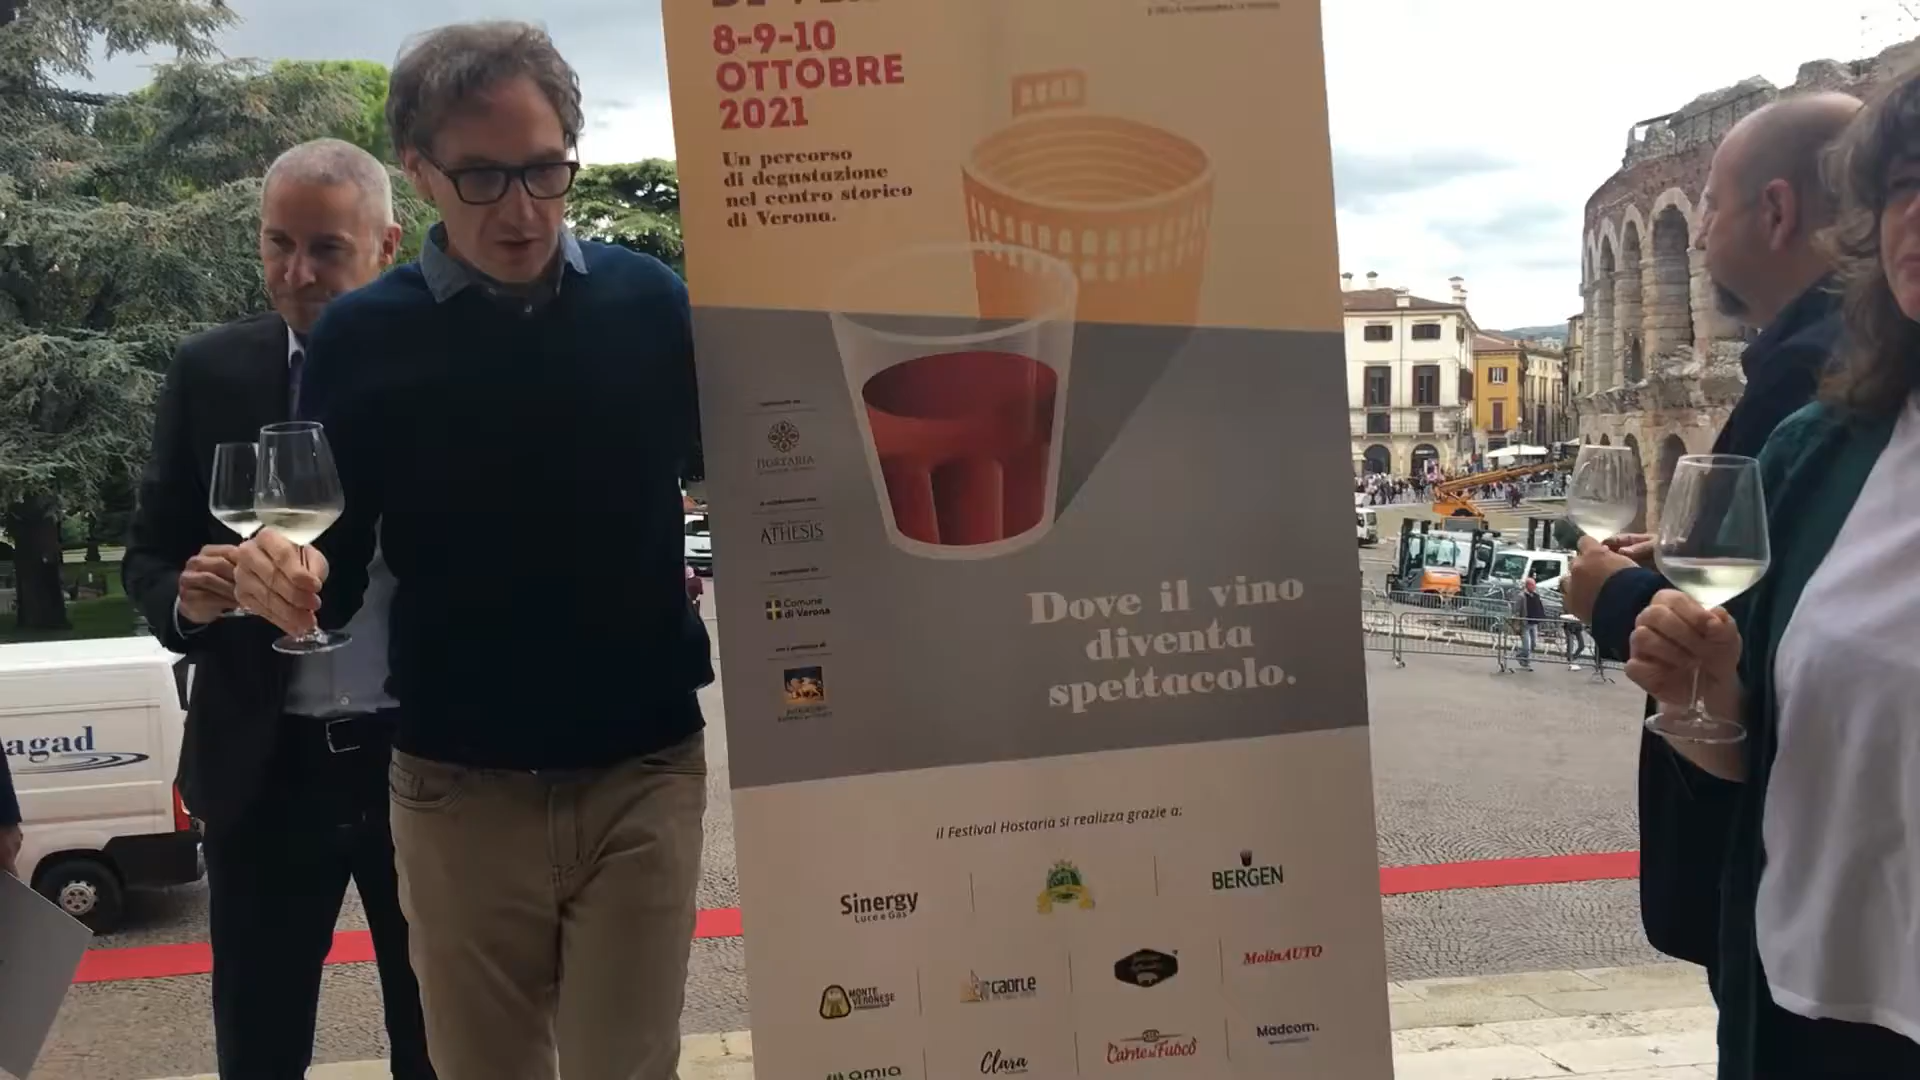 8-9-10
OTTOBRE
2021
Un percorso
di degustazione
nel centro storico
di Verona.
HOSTARIA
ATHESIS
Comune
di Verona
Dove il vino
diventa
spettacolo.
agad
il Festival Hostaria si realizza grazie a:
Sinergy
Luce e Gas
BERGEN
MONTE
VERONESE
CAORLE
MolinAUTO
amia
Clara
Carne & Fuoco
Madcom.